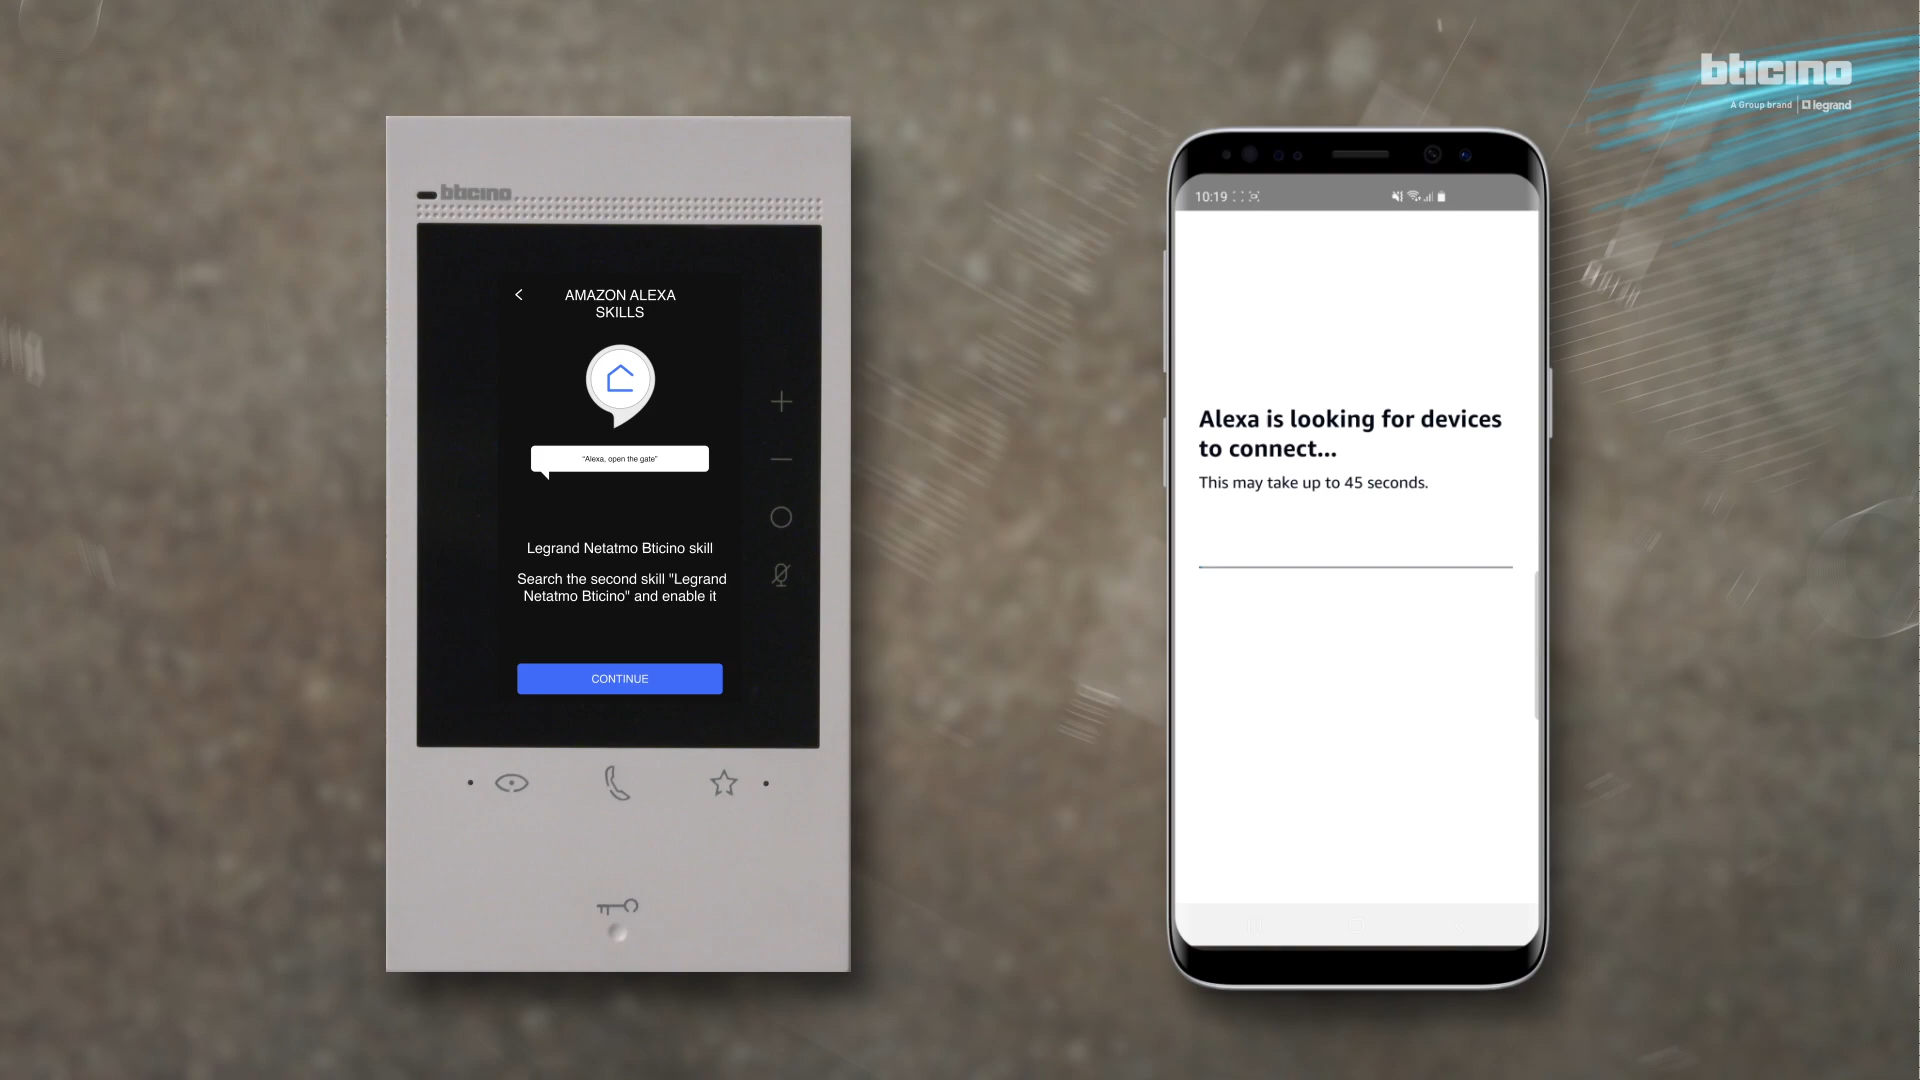 bticino
A Group brand | legrand
bticino
AMAZON ALEXA
SKILLS
"Alexa, open the gate"
Legrand Netatmo Bticino skill
Search the second skill "Legrand
Netatmo Bticino" and enable it
CONTINUE
10:19
Alexa is looking for devices
to connect...
This may take up to 45 seconds.